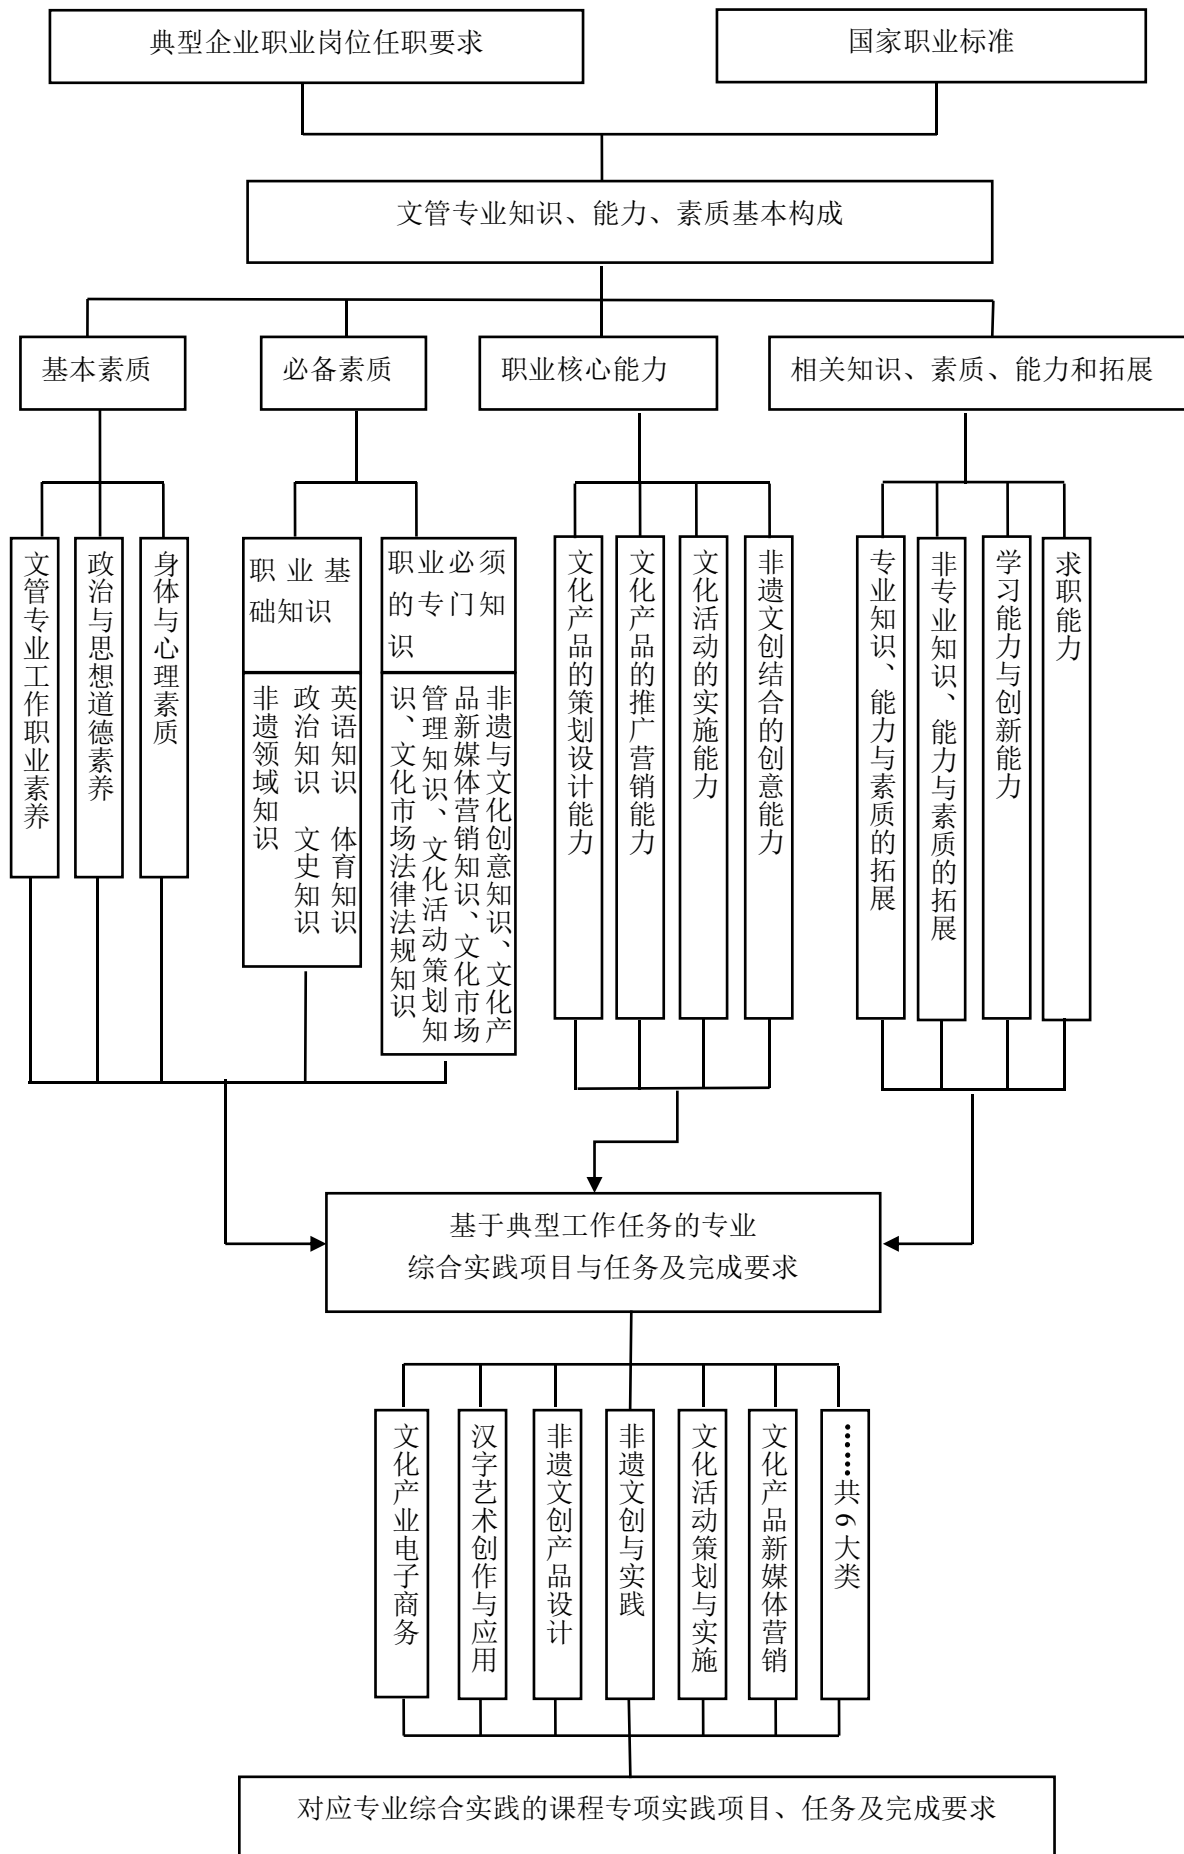 典型企业职业岗位任职要求
国家职业标准
文管专业知识、能力、素质基本构成
基本素质
必备素质
职业核心能力
相关知识、素质、能力和拓展
文管专业工作职业素养
政治与思想道德素养
身体与心理素质
职业基
础知识
英语知识 体育知识
政治知识 文史知识
非遗领域知识
职业必须
的专门知
识
非遗与文化创意知识、文化产
品新媒体营销知识、文化市场
管理知识、文化活动策划知
识、文化市场法律法规知识
文化产品的策划设计能力
文化产品的推广营销能力
文化活动的实施能力
非遗文创结合的创意能力
专业知识、能力与素质的拓展
非专业知识、能力与素质的拓展
学习能力与创新能力
求职能力
基于典型工作任务的专业
综合实践项目与任务及完成要求
文化产业电子商务
汉字艺术创作与应用
非遗文创产品设计
非遗文创与实践
文化活动策划与实施
文化产品新媒体营销
……共 6 大类
对应专业综合实践的课程专项实践项目、任务及完成要求